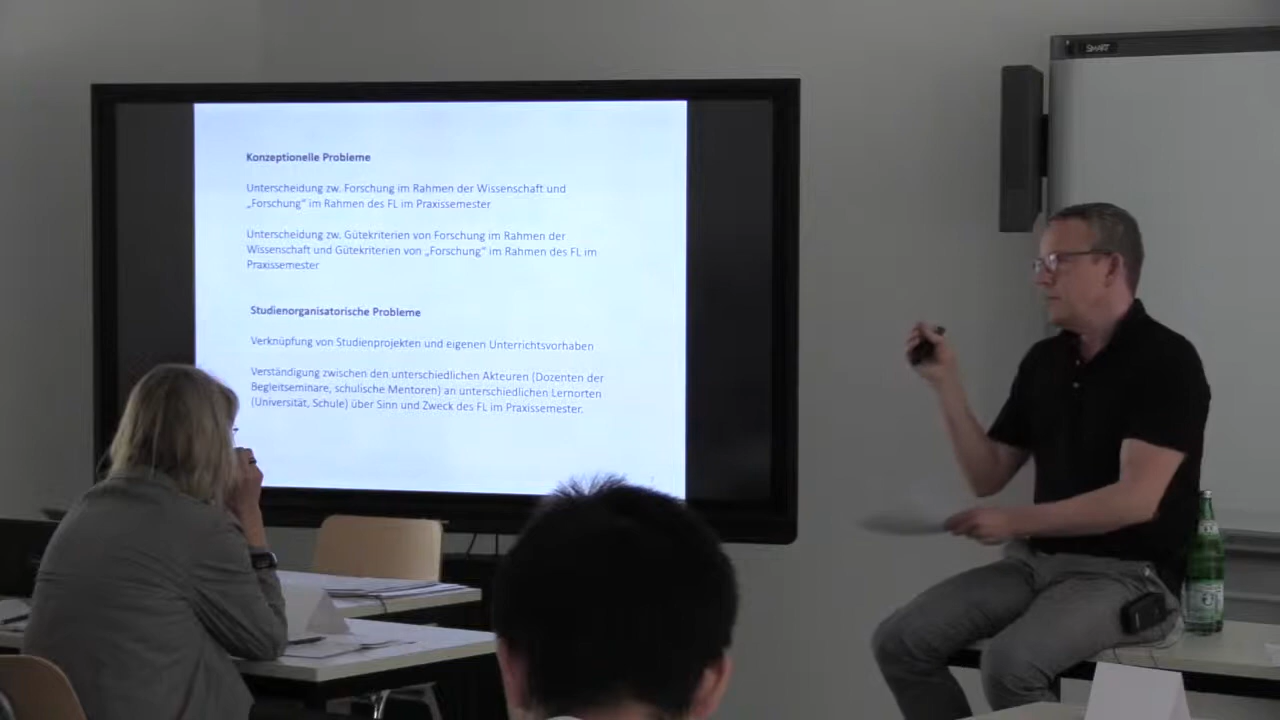 SMART
Konzeptionelle Probleme
Unterscheidung zw. Forschung im Rahmen der Wissenschaft und
„Forschung“ im Rahmen des FL im Praxissemester
Unterscheidung zw. Gütekriterien von Forschung im Rahmen der
Wissenschaft und Gütekriterien von „Forschung“ im Rahmen des FL im
Praxissemester
Studienorganisatorische Probleme
Verknüpfung von Studienprojekten und eigenen Unterrichtsvorhaben
Verständigung zwischen den unterschiedlichen Akteuren (Dozenten der
Begleitseminare, schulische Mentoren) an unterschiedlichen Lernorten
(Universität, Schule) über Sinn und Zweck des FL im Praxissemester.